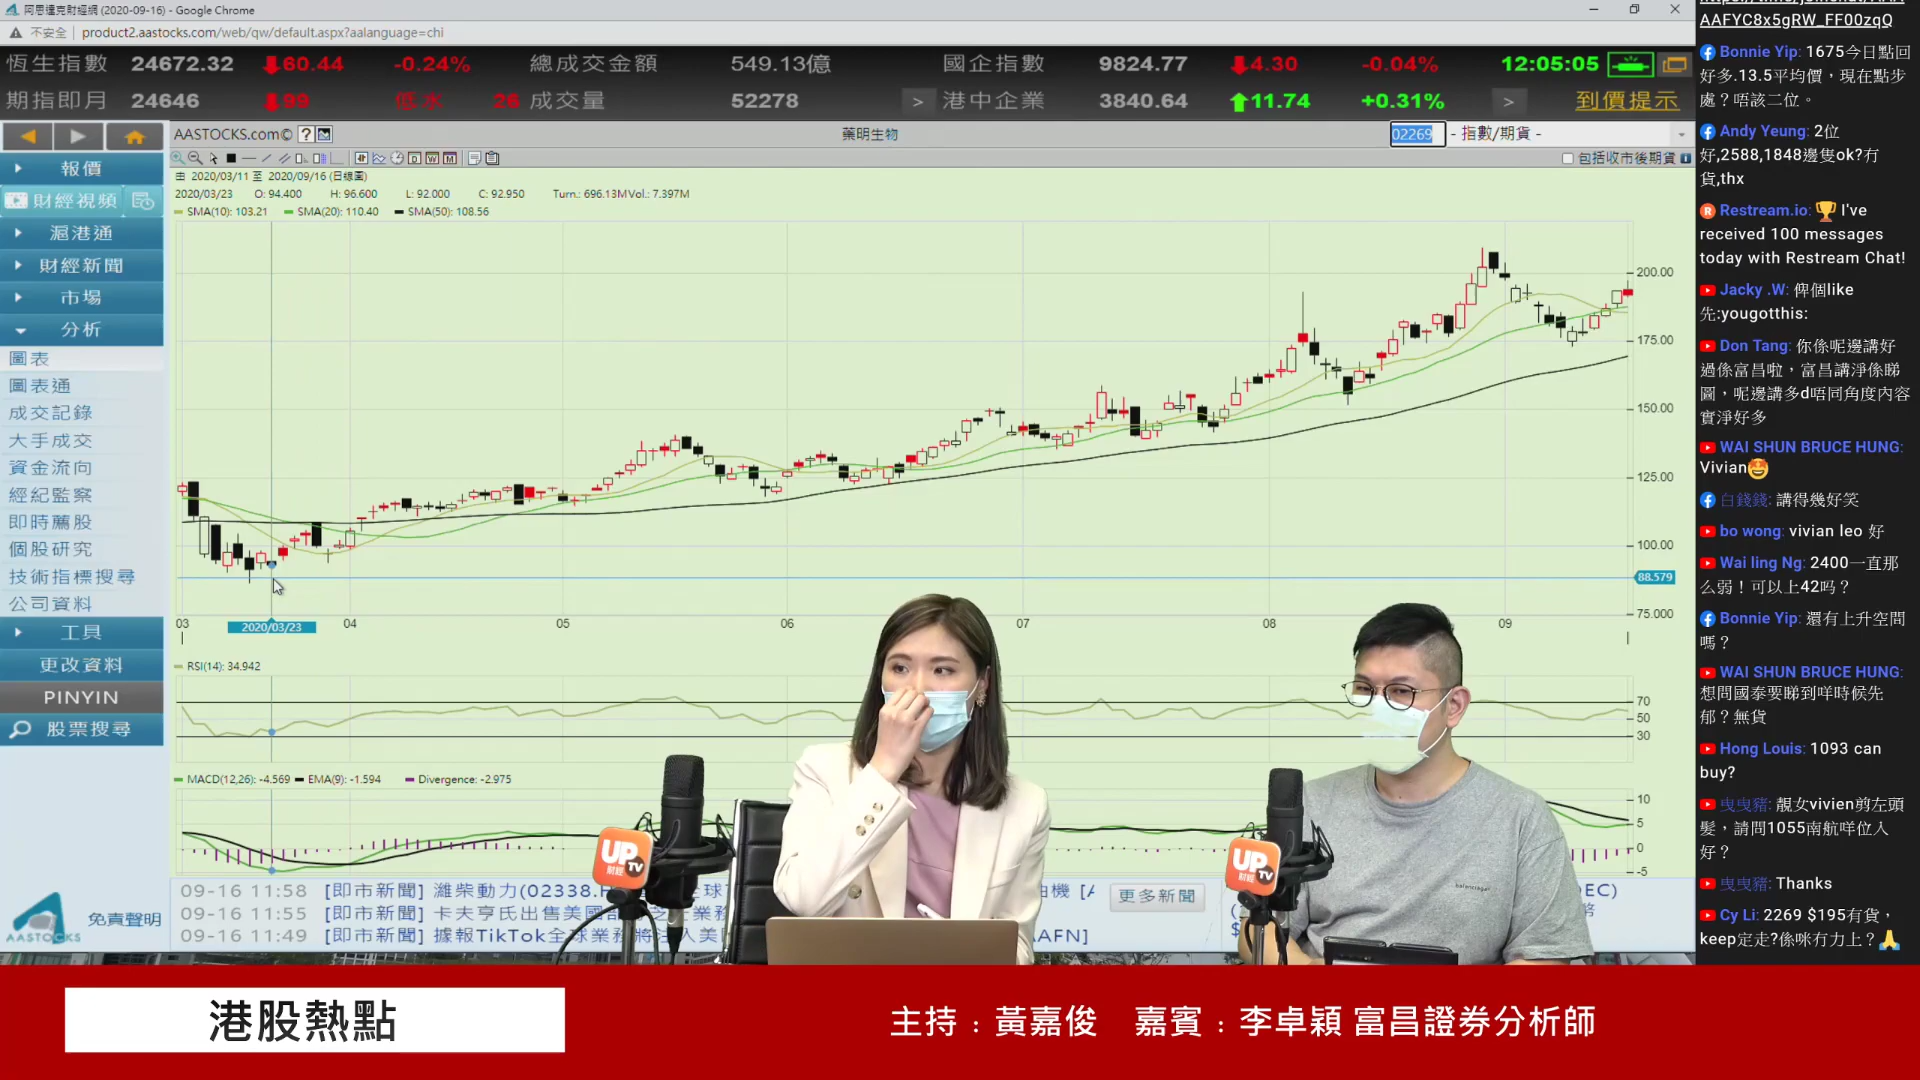 阿思達克財經網 (2020-09-16) - Google Chrome
不安全 | product2.aastocks.com/web/qw/default.aspx?aalanguage=chi
恆生指數 24672.32 60.44 -0.24% 總成交金額 549.13億 國企指數 9824.77 4.30 -0.04% 12:05:05
期指即月 24646 99 低水 26 成交量 52278 > 港中企業 3840.64 11.74 +0.31% > 到價提示
AASTOCKS.com© ? 藥明生物 02269 - 指數/期貨 -
包括收市後期貨
由 2020/03/11 至 2020/09/16 (日線圖)
2020/03/23 O: 94.400 H: 96.600 L: 92.000 C: 92.950 Turn.: 696.13M Vol.: 7.397M
SMA(10): 103.21 SMA(20): 110.40 SMA(50): 108.56
報價
財經視頻
滬港通
財經新聞
市場
分析
圖表
圖表通
成交記錄
大手成交
資金流向
經紀監察
即時薦股
個股研究
技術指標搜尋
公司資料
工具
更改資料
PINYIN
股票搜尋
免責聲明
AASTOCKS
200.00
175.00
150.00
125.00
100.00
88.579
75.000
03 2020/03/23 04 05 06 07 08 09
RSI(14): 34.942
70
50
30
MACD(12,26): -4.569 EMA(9): -1.594 Divergence: -2.975
10
5
0
-5
09-16 11:58 [即市新聞] 濰柴動力(02338.H
更多新聞
09-16 11:55 [即市新聞] 卡夫亨氏出售美國
09-16 11:49 [即市新聞] 據報TikTok全球業務將
AFN]
UP
財經 TV
UP
財經 TV
AAFYC8x5gRW_FF00zqQ
Bonnie Yip: 1675今日點回
好多.13.5平均價，現在點步
處？唔該二位。
Andy Yeung: 2位
好,2588,1848邊隻ok?冇
貨,thx
Restream.io: 🏆 I've
received 100 messages
today with Restream Chat!
Jacky .W: 俾個like
先:yougotthis:
Don Tang: 你係呢邊講好
過係富昌啦，富昌講淨係睇
圖，呢邊講多d唔同角度內容
實淨好多
WAI SHUN BRUCE HUNG:
Vivian🤩
白錢錢: 講得幾好笑
bo wong: vivian leo 好
Wai ling Ng: 2400一直那
么弱！可以上42吗？
Bonnie Yip: 還有上升空間
嗎？
WAI SHUN BRUCE HUNG:
想問國泰要睇到咩時候先
郁？無貨
Hong Louis: 1093 can
buy?
曳曳豬: 靚女vivien剪左頭
髮，請問1055南航咩位入
好？
曳曳豬: Thanks
Cy Li: 2269 $195有貨，
keep定走?係咪冇力上？🙏
港股熱點
主持：黃嘉俊 嘉賓：李卓穎 富昌證券分析師